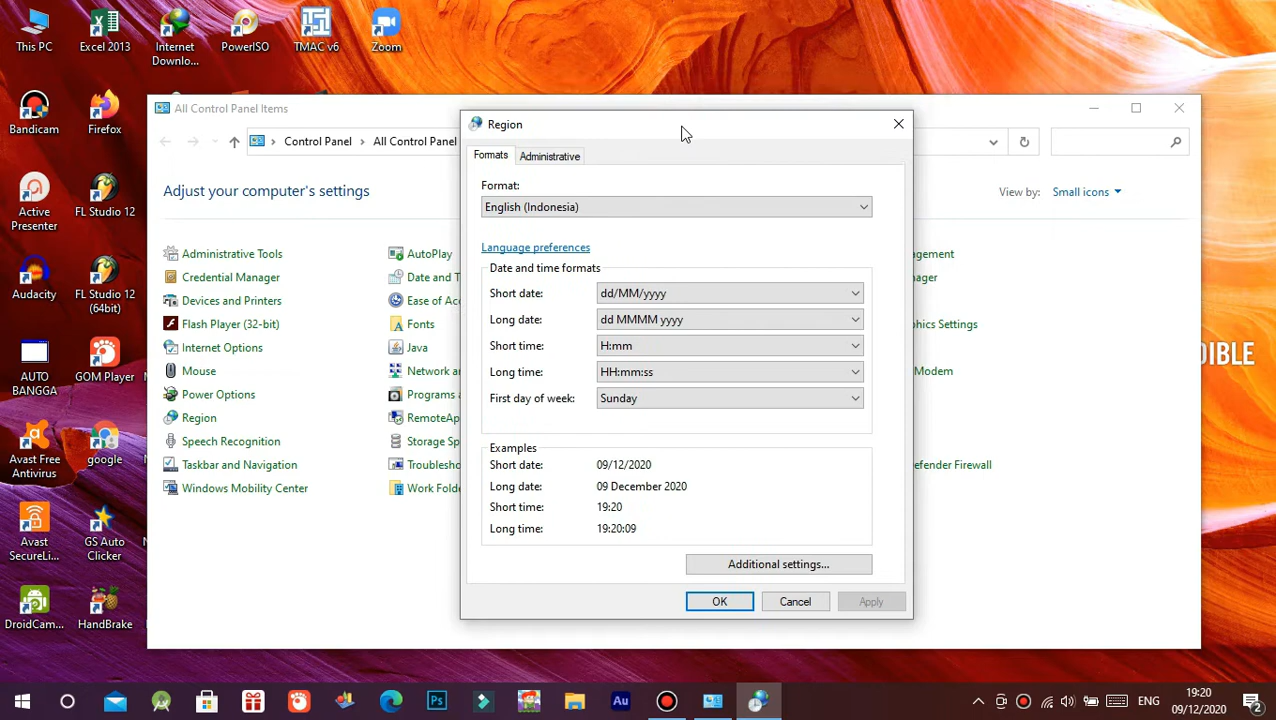 This PC
Excel 2013
Internet
Downlo...
PowerISO
TMAC v6
Zoom
Bandicam
Firefox
Active
Presenter
FL Studio 12
Audacity
FL Studio 12
(64bit)
AUTO
BANGGA
GOM Player
Avast Free
Antivirus
google
Avast
SecureLi...
GS Auto
Clicker
DroidCam...
HandBrake
All Control Panel Items
Control Panel
All Control Panel
Adjust your computer's settings
View by:
Small icons
Administrative Tools
Credential Manager
Devices and Printers
Flash Player (32-bit)
Internet Options
Mouse
Power Options
Region
Speech Recognition
Taskbar and Navigation
Windows Mobility Center
AutoPlay
Date and T
Ease of Acc
Fonts
Java
Network a
Programs a
RemoteAp
Storage Sp
Troublesho
Work Folde
nagement
ager
phics Settings
Modem
efender Firewall
DIBLE
Region
Formats
Administrative
Format:
English (Indonesia)
Language preferences
Date and time formats
Short date:
dd/MM/yyyy
Long date:
dd MMMM yyyy
Short time:
H:mm
Long time:
HH:mm:ss
First day of week:
Sunday
Examples
Short date:
09/12/2020
Long date:
09 December 2020
Short time:
19:20
Long time:
19:20:09
Additional settings...
OK
Cancel
Apply
Ps
Au
ENG
19:20
09/12/2020
2